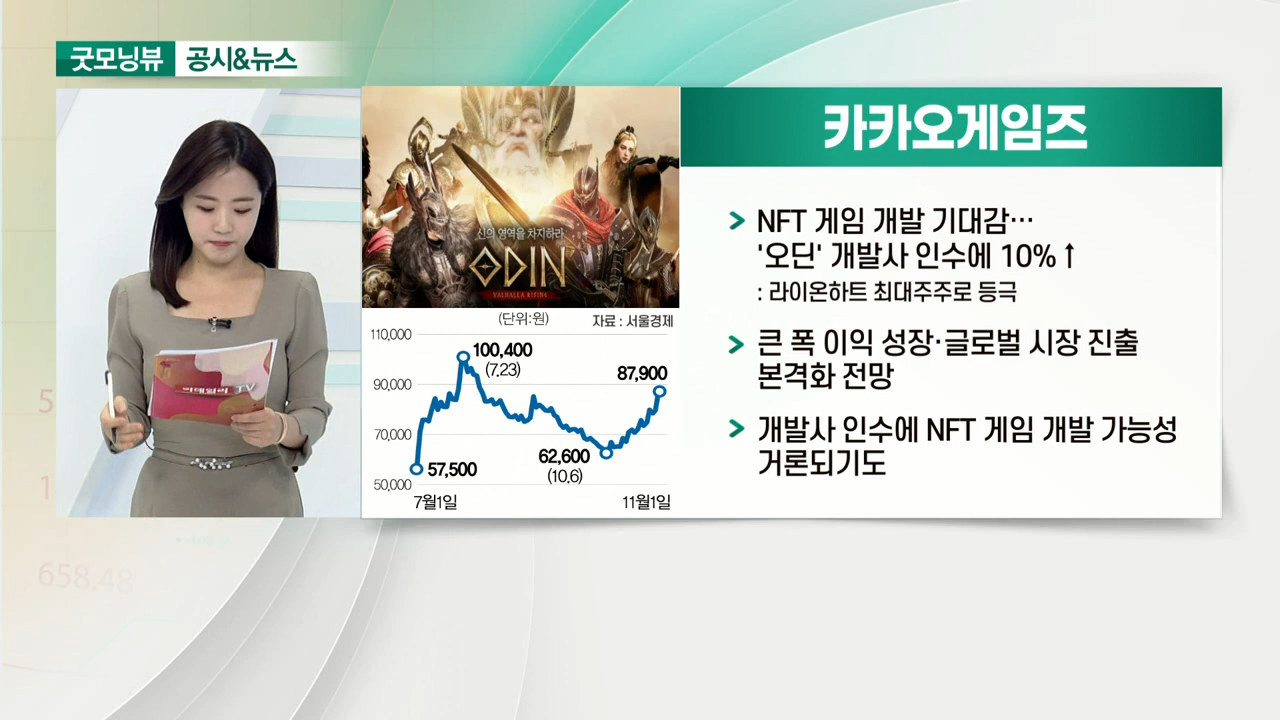 굿모닝뷰 공시&뉴스
신의 영역을 차지하라
ODIN
VALHALLA RISING
(단위:원) 자료 : 서울경제
110,000
100,400
(7.23)
90,000
87,900
70,000
62,600
(10.6)
57,500
50,000
7월1일 11월1일
카카오게임즈
NFT 게임 개발 기대감…
'오딘' 개발사 인수에 10%↑
: 라이온하트 최대주주로 등극
큰 폭 이익 성장·글로벌 시장 진출
본격화 전망
개발사 인수에 NFT 게임 개발 가능성
거론되기도
이데일리 TV
658.48